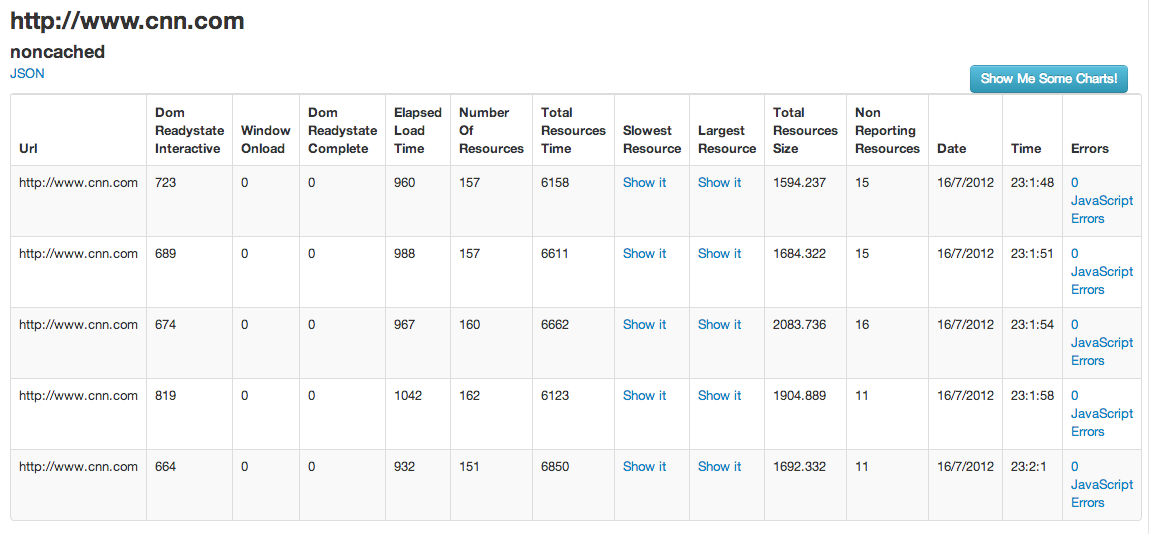 http://www.cnn.com
noncached
JSON
Show Me Some Charts!
Url Dom Readystate Interactive Window Onload Dom Readystate Complete Elapsed Load Time Number Of Resources Total Resources Time Slowest Resource Largest Resource Total Resources Size Non Reporting Resources Date Time Errors
http://www.cnn.com 723 0 0 960 157 6158 Show it Show it 1594.237 15 16/7/2012 23:1:48 0 JavaScript Errors
http://www.cnn.com 689 0 0 988 157 6611 Show it Show it 1684.322 15 16/7/2012 23:1:51 0 JavaScript Errors
http://www.cnn.com 674 0 0 967 160 6662 Show it Show it 2083.736 16 16/7/2012 23:1:54 0 JavaScript Errors
http://www.cnn.com 819 0 0 1042 162 6123 Show it Show it 1904.889 11 16/7/2012 23:1:58 0 JavaScript Errors
http://www.cnn.com 664 0 0 932 151 6850 Show it Show it 1692.332 11 16/7/2012 23:2:1 0 JavaScript Errors